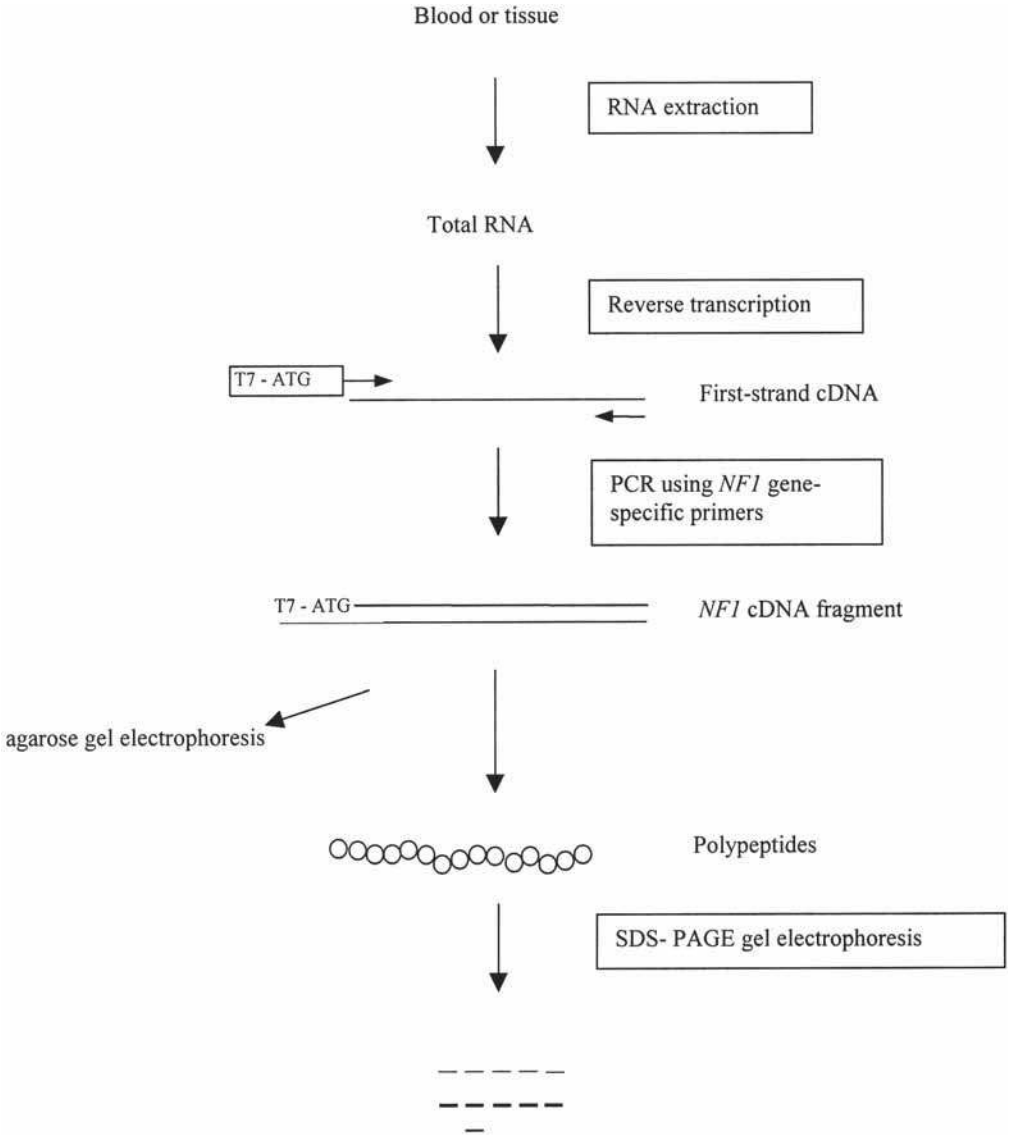 Blood or tissue
RNA extraction
Total RNA
Reverse transcription
T7 - ATG
First-strand cDNA
PCR using NF1 gene-
specific primers
T7 - ATG
NF1 cDNA fragment
agarose gel electrophoresis
Polypeptides
SDS- PAGE gel electrophoresis